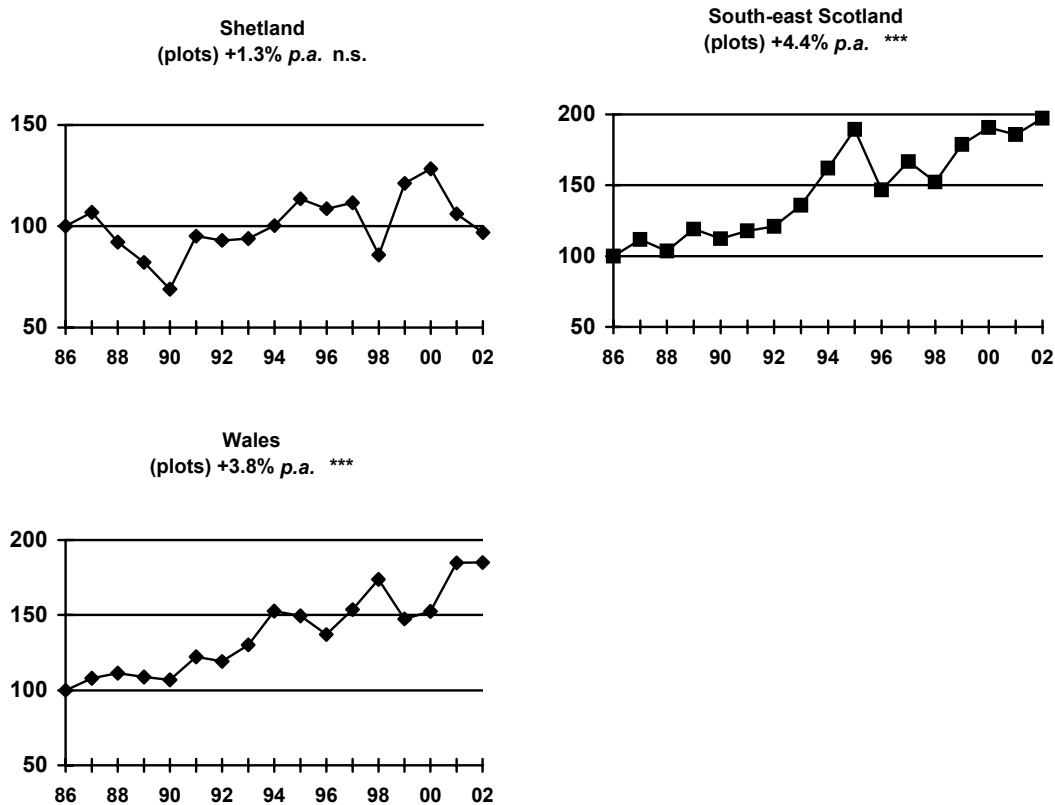 Shetland
(plots) +1.3% p.a. n.s.
150
100
50
86 88 90 92 94 96 98 00 02
South-east Scotland
(plots) +4.4% p.a. ***
200
150
100
50
86 88 90 92 94 96 98 00 02
Wales
(plots) +3.8% p.a. ***
200
150
100
50
86 88 90 92 94 96 98 00 02